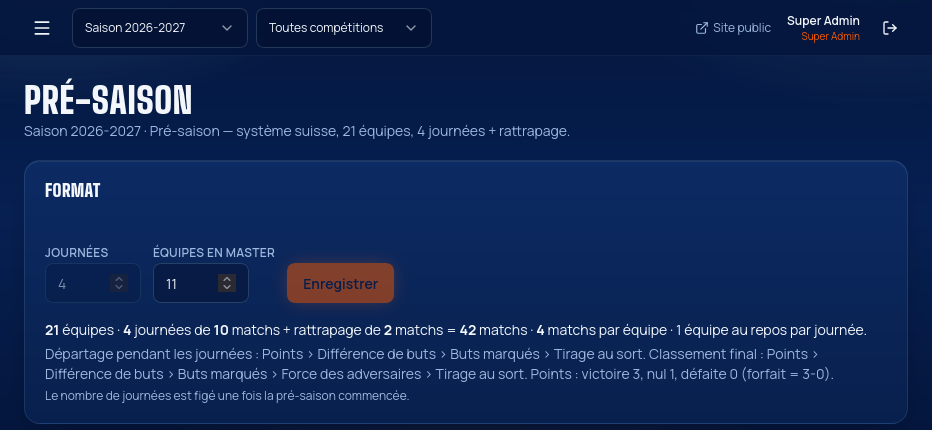 Saison 2026-2027
Toutes compétitions
Site public
Super Admin
Super Admin
PRÉ-SAISON
Saison 2026-2027 · Pré-saison — système suisse, 21 équipes, 4 journées + rattrapage.
FORMAT
JOURNÉES
ÉQUIPES EN MASTER
4
11
Enregistrer
21 équipes · 4 journées de 10 matchs + rattrapage de 2 matchs = 42 matchs · 4 matchs par équipe · 1 équipe au repos par journée.
Départage pendant les journées : Points > Différence de buts > Buts marqués > Tirage au sort. Classement final : Points >
Différence de buts > Buts marqués > Force des adversaires > Tirage au sort. Points : victoire 3, nul 1, défaite 0 (forfait = 3-0).
Le nombre de journées est figé une fois la pré-saison commencée.